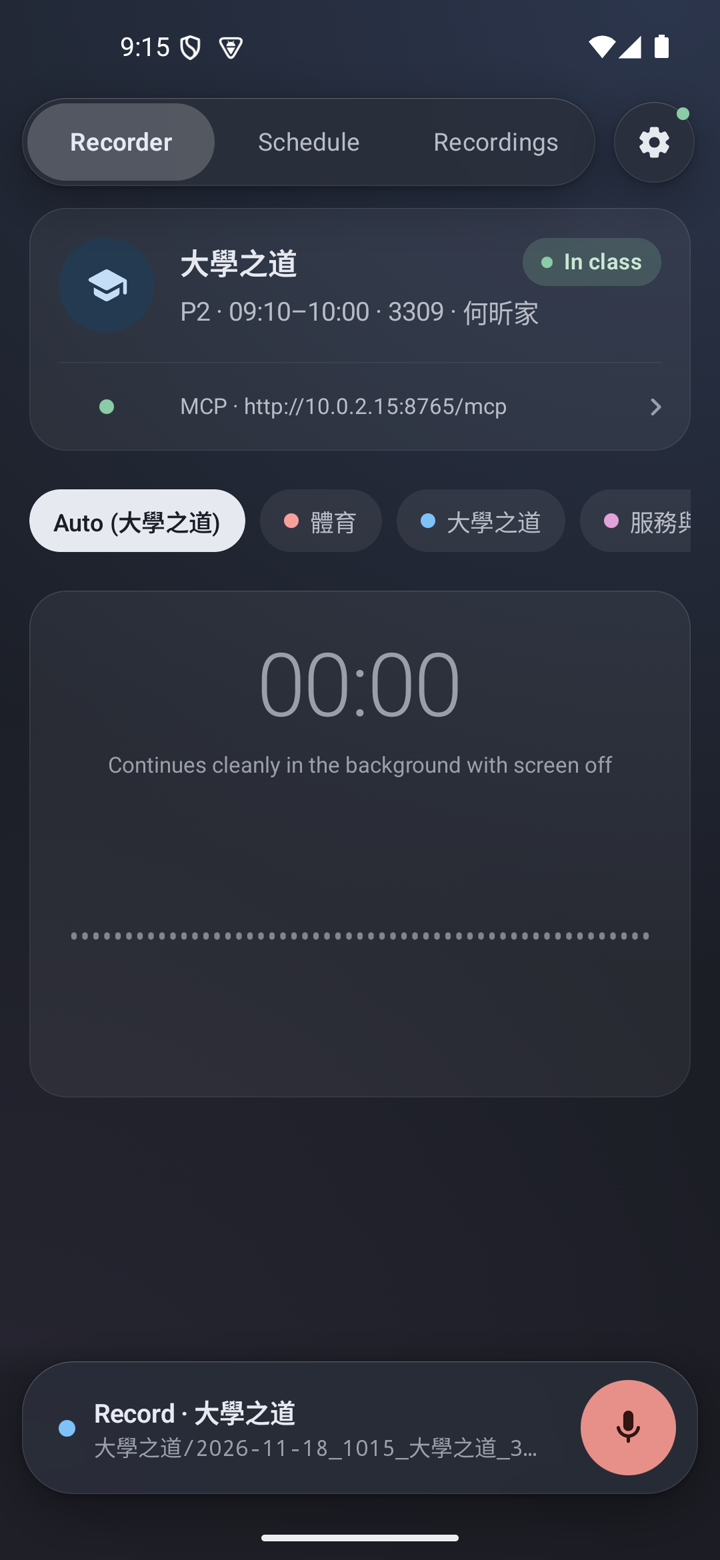 9:15
Recorder
Schedule
Recordings
大學之道
In class
P2 · 09:10–10:00 · 3309 · 何昕家
MCP · http://10.0.2.15:8765/mcp
Auto (大學之道)
體育
大學之道
服務與
00:00
Continues cleanly in the background with screen off
Record · 大學之道
大學之道/2026-11-18_1015_大學之道_3…